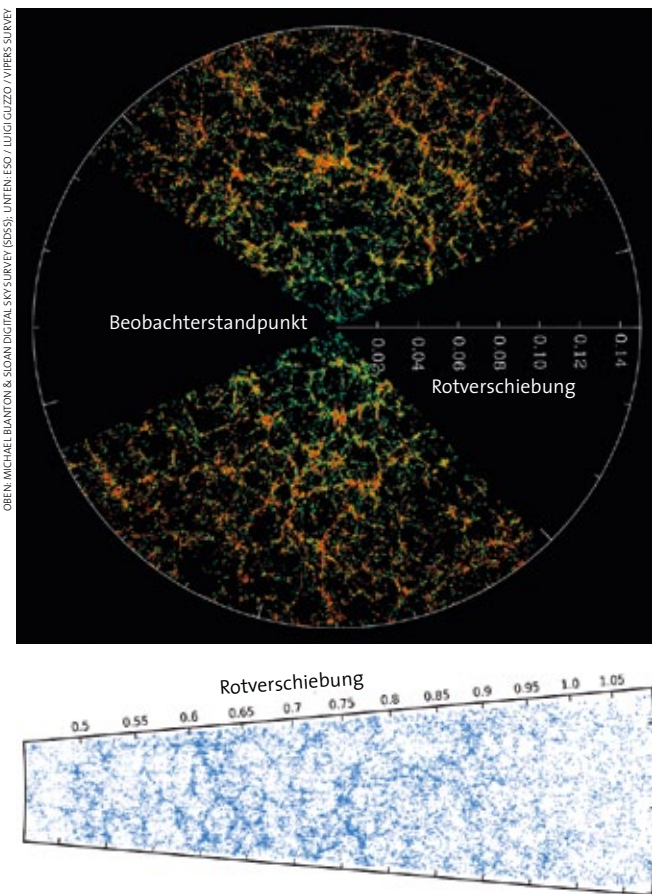 OBEN: MICHAEL BLANTON & SLOAN DIGITAL SKY SURVEY (SDSS); UNTEN: ESO / LUIGI GUZZO / VIPERS SURVEY
Beobachterstandpunkt
0.02 0.04 0.06 0.08 0.10 0.12 0.14
Rotverschiebung
Rotverschiebung
0.5 0.55 0.6 0.65 0.7 0.75 0.8 0.85 0.9 0.95 1.0 1.05